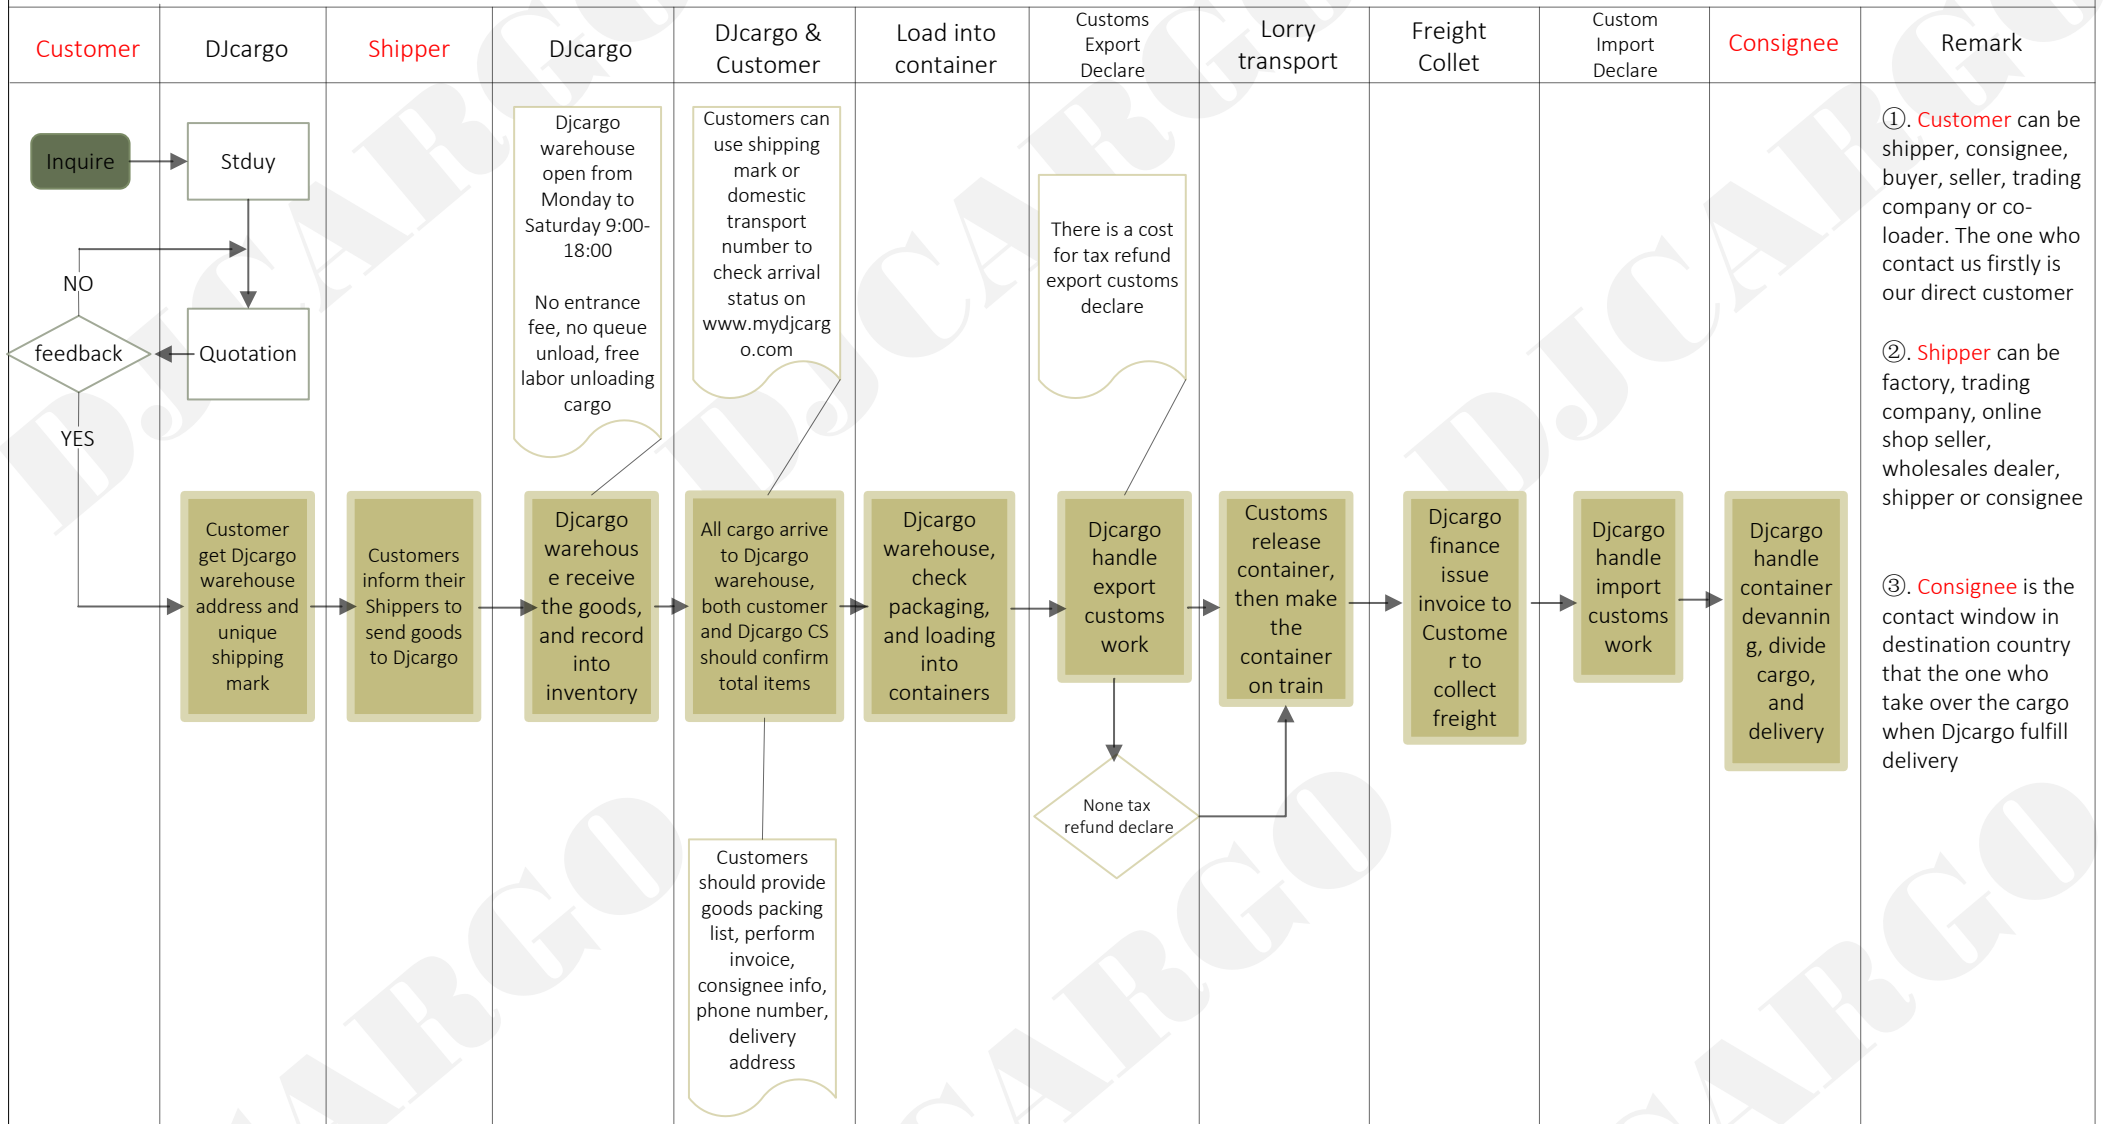 Customer
DJcargo
Shipper
DJcargo
DJcargo &
Customer
Load into
container
Customs
Export
Declare
Lorry
transport
Freight
Collet
Custom
Import
Declare
Consignee
Remark
Inquire
Stduy
NO
feedback
Quotation
YES
Djcargo
warehouse
open from
Monday to
Saturday 9:00-
18:00
No entrance
fee, no queue
unload, free
labor unloading
cargo
Customers can
use shipping
mark or
domestic
transport
number to
check arrival
status on
www.mydjcarg
o.com
There is a cost
for tax refund
export customs
declare
Customer
get Djcargo
warehouse
address and
unique
shipping
mark
Customers
inform their
Shippers to
send goods
to Djcargo
Djcargo
warehous
e receive
the goods,
and record
into
inventory
All cargo arrive
to Djcargo
warehouse,
both customer
and Djcargo CS
should confirm
total items
Djcargo
warehouse,
check
packaging,
and loading
into
containers
Djcargo
handle
export
customs
work
Customs
release
container,
then make
the
container
on train
Djcargo
finance
issue
invoice to
Custome
r to
collect
freight
Djcargo
handle
import
customs
work
Djcargo
handle
container
devannin
g, divide
cargo,
and
delivery
None tax
refund declare
Customers
should provide
goods packing
list, perform
invoice,
consignee info,
phone number,
delivery
address
①. Customer can be
shipper, consignee,
buyer, seller, trading
company or co-
loader. The one who
contact us firstly is
our direct customer
②. Shipper can be
factory, trading
company, online
shop seller,
wholesales dealer,
shipper or consignee
③. Consignee is the
contact window in
destination country
that the one who
take over the cargo
when Djcargo fulfill
delivery
DJCARGO
DJCARGO
DJCARGO
CARGO
CARGO
CARGO